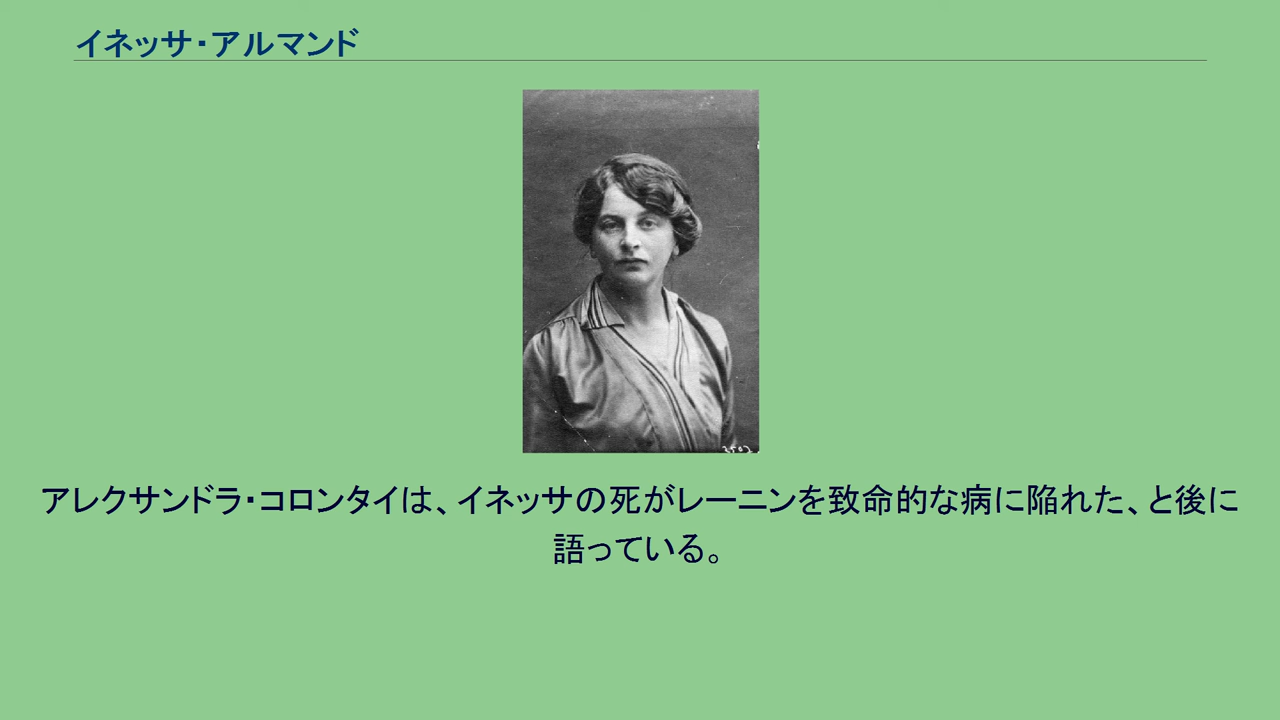 イネッサ・アルマンド
アレクサンドラ・コロンタイは、イネッサの死がレーニンを致命的な病に陥れた、と後に
語っている。